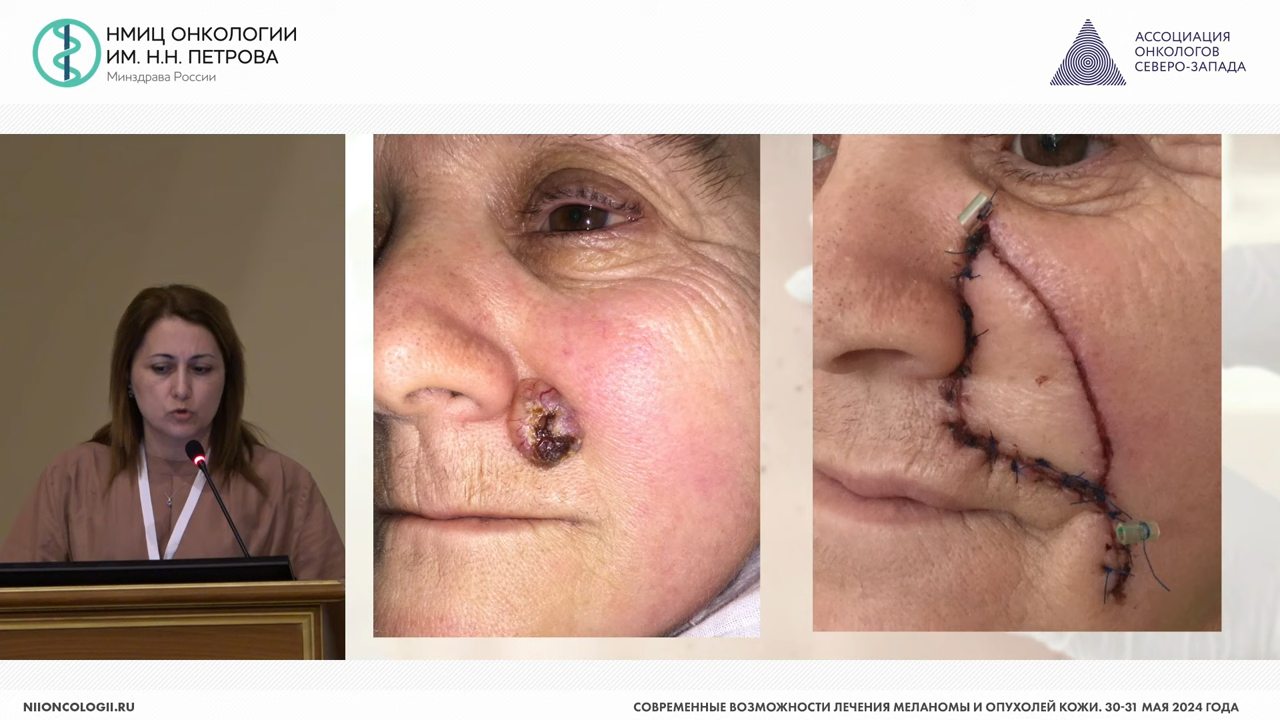 НМИЦ ОНКОЛОГИИ
ИМ. Н.Н. ПЕТРОВА
Минздрава России
АССОЦИАЦИЯ
ОНКОЛОГОВ
СЕВЕРО-ЗАПАДА
NIIONCOLOGII.RU
СОВРЕМЕННЫЕ ВОЗМОЖНОСТИ ЛЕЧЕНИЯ МЕЛАНОМЫ И ОПУХОЛЕЙ КОЖИ. 30-31 МАЯ 2024 ГОДА